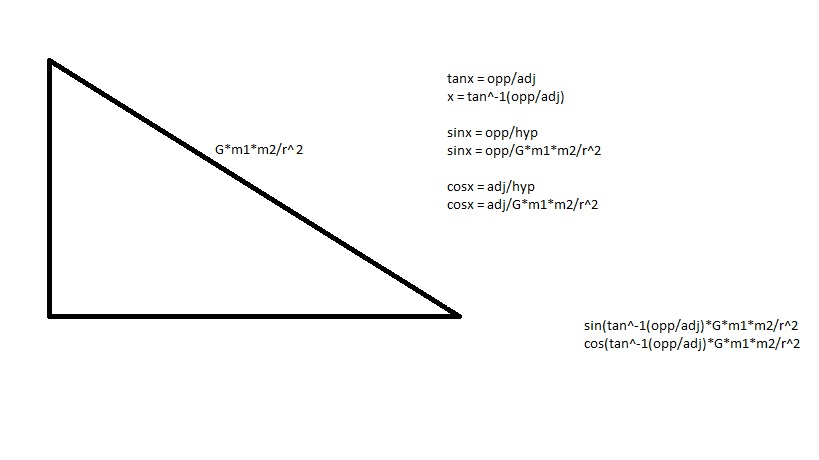 tanx = opp/adj
x = tan^-1(opp/adj)
G*m1*m2/r^2
sinx = opp/hyp
sinx = opp/G*m1*m2/r^2
cosx = adj/hyp
cosx = adj/G*m1*m2/r^2
sin(tan^-1(opp/adj)*G*m1*m2/r^2
cos(tan^-1(opp/adj)*G*m1*m2/r^2